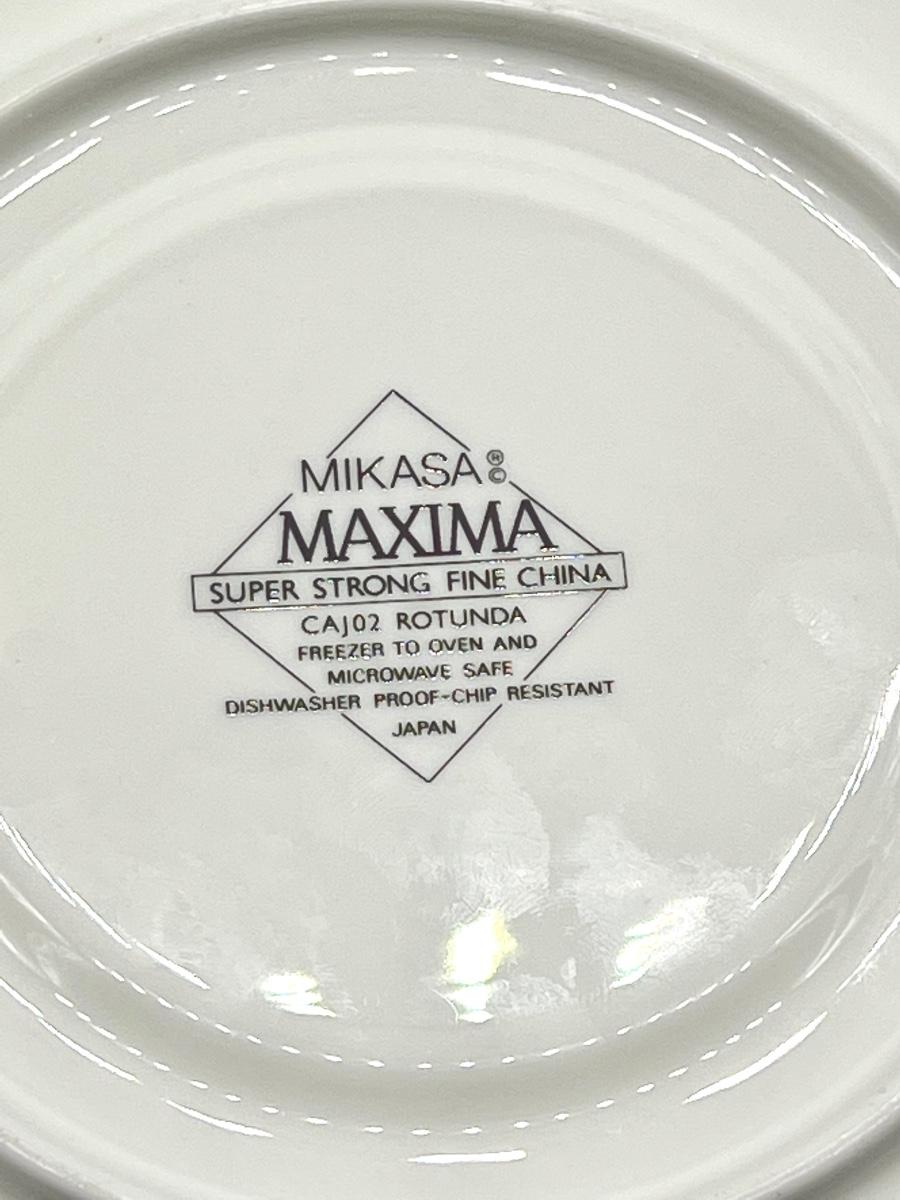 MIKASA®©
MAXIMA
SUPER STRONG FINE CHINA
CAJ02 ROTUNDA
FREEZER TO OVEN AND
MICROWAVE SAFE
DISHWASHER PROOF-CHIP RESISTANT
JAPAN